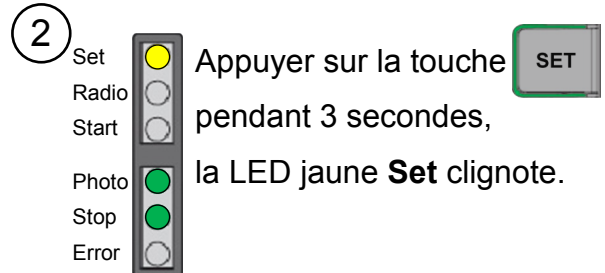 2
Set
Radio
Start
Photo
Stop
Error
Appuyer sur la touche SET
pendant 3 secondes,
la LED jaune Set clignote.